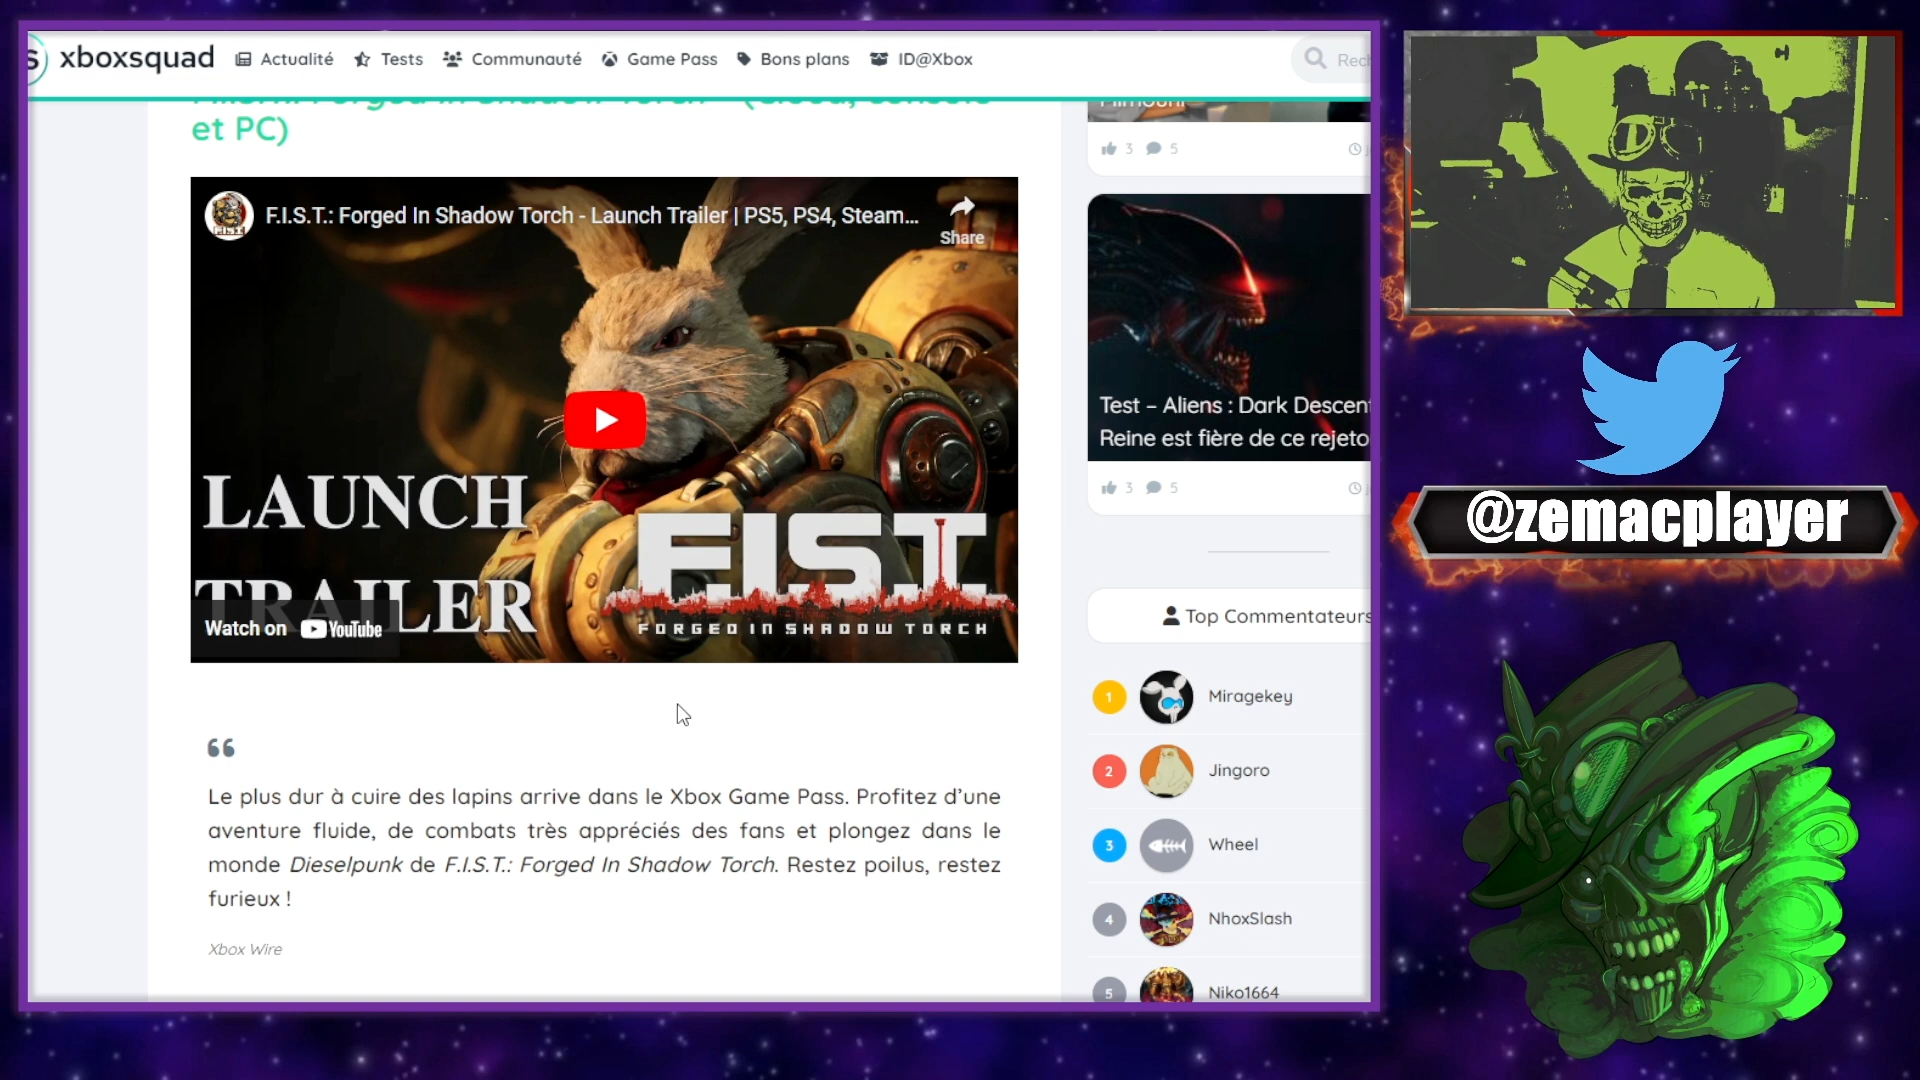 xboxsquad Actualité Tests Communauté Game Pass Bons plans ID@Xbox
et PC)
F.I.S.T.: Forged In Shadow Torch - Launch Trailer | PS5, PS4, Steam...
Share
LAUNCH
TRAILER
F.I.S.T.
FORGED IN SHADOW TORCH
Watch on YouTube
“
Le plus dur à cuire des lapins arrive dans le Xbox Game Pass. Profitez d’une
aventure fluide, de combats très appréciés des fans et plongez dans le
monde Dieselpunk de F.I.S.T.: Forged In Shadow Torch. Restez poilus, restez
furieux !
Xbox Wire
3 5
Test – Aliens : Dark Descent
Reine est fière de ce rejeto
3 5
Top Commentateurs
1 Miragekey
2 Jingoro
3 Wheel
4 NhoxSlash
5 Niko1664
@zemacplayer